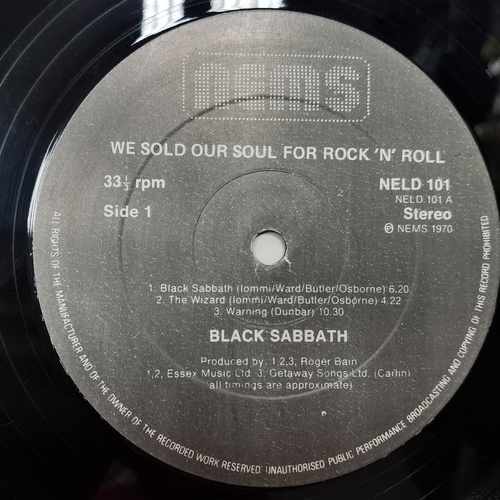 nems
WE SOLD OUR SOUL FOR ROCK 'N' ROLL
33⅓ rpm
NELD 101
NELD 101 A
Side 1
Stereo
℗ NEMS 1970
1. Black Sabbath (Iommi/Ward/Butler/Osborne) 6.20
2. The Wizard (Iommi/Ward/Butler/Osborne) 4.22
3. Warning (Dunbar) 10.30
BLACK SABBATH
Produced by: 1,2,3, Roger Bain
1,2, Essex Music Ltd. 3, Getaway Songs Ltd. (Carlin)
all timings are approximate)
ALL RIGHTS OF THE MANUFACTURER AND OF THE OWNER OF THE RECORDED WORK RESERVED. UNAUTHORISED PUBLIC PERFORMANCE BROADCASTING AND COPYING OF THIS RECORD PROHIBITED